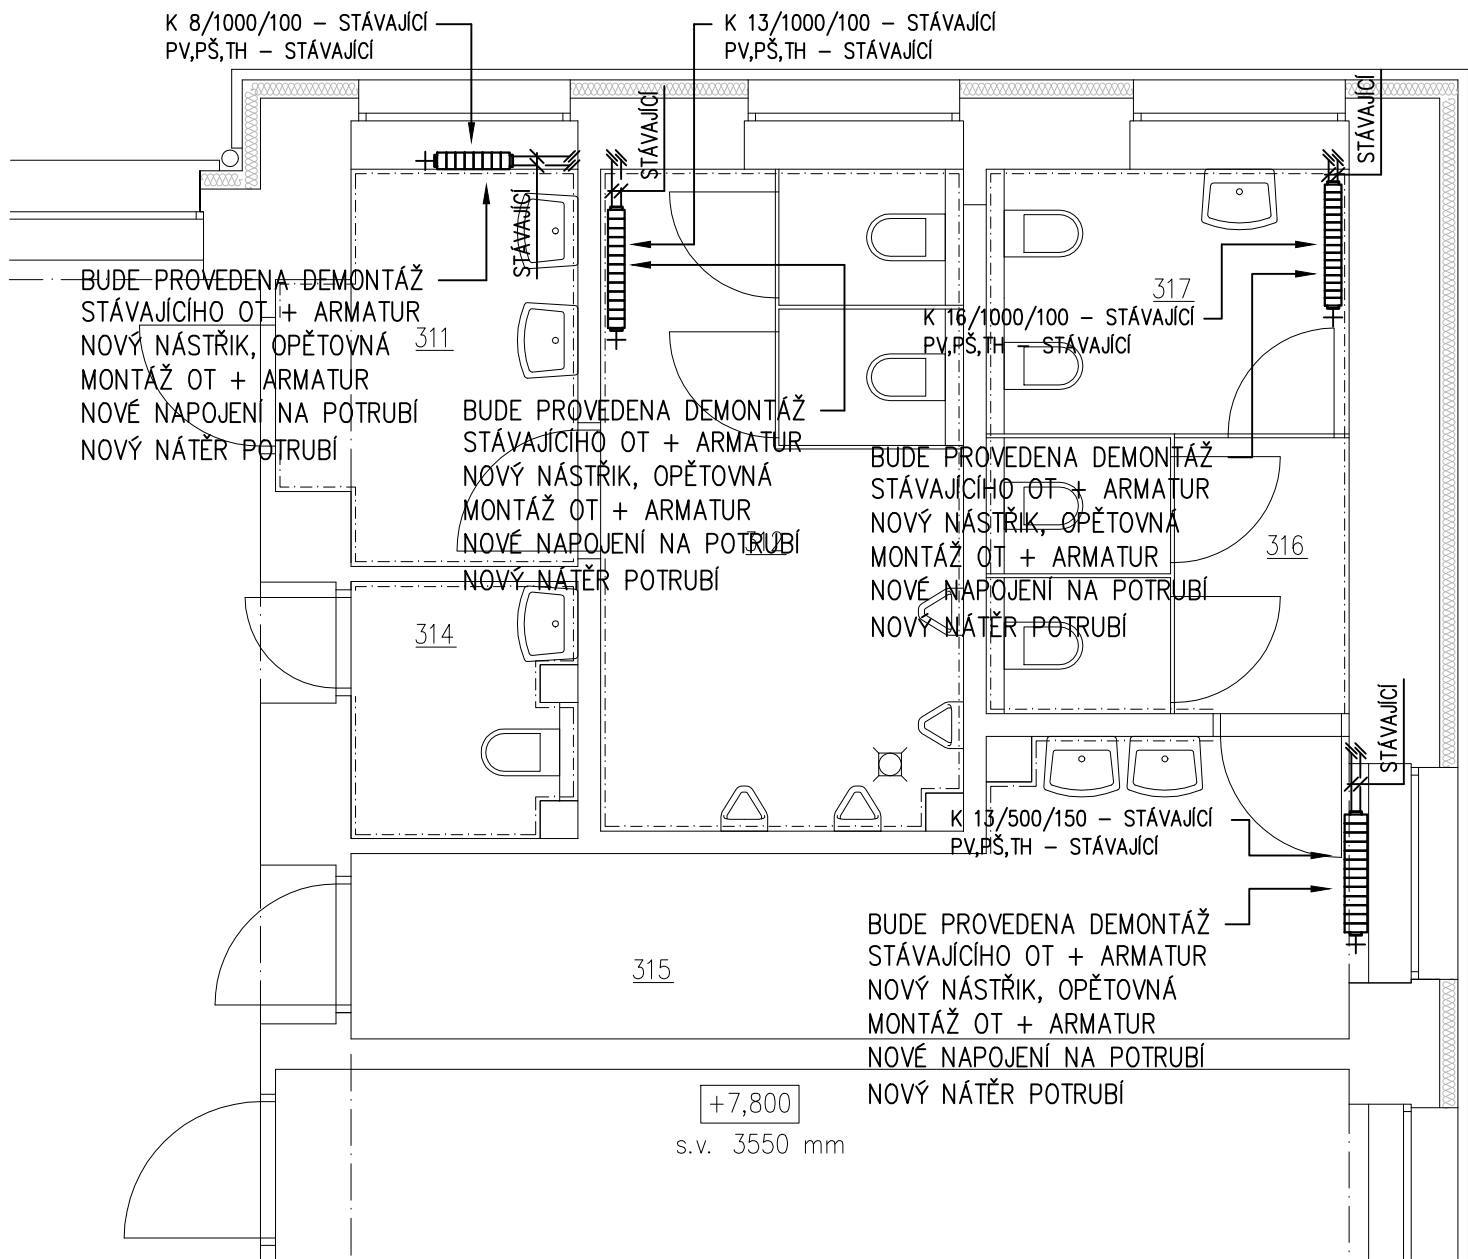 K 8/1000/100 – STÁVAJÍCÍ
PV,PŠ,TH – STÁVAJÍCÍ
K 13/1000/100 – STÁVAJÍCÍ
PV,PŠ,TH – STÁVAJÍCÍ
STÁVAJÍCÍ
STÁVAJÍCÍ
STÁVAJÍCÍ
BUDE PROVEDENA DEMONTÁŽ
STÁVAJÍCÍHO OT + ARMATUR
NOVÝ NÁSTŘIK, OPĚTOVNÁ
MONTÁŽ OT + ARMATUR
NOVÉ NAPOJENÍ NA POTRUBÍ
NOVÝ NÁTĚR POTRUBÍ
311
317
K 16/1000/100 – STÁVAJÍCÍ
PV,PŠ,TH – STÁVAJÍCÍ
BUDE PROVEDENA DEMONTÁŽ
STÁVAJÍCÍHO OT + ARMATUR
NOVÝ NÁSTŘIK, OPĚTOVNÁ
MONTÁŽ OT + ARMATUR
NOVÉ NAPOJENÍ NA POTRUBÍ
NOVÝ NÁTĚR POTRUBÍ
312
BUDE PROVEDENA DEMONTÁŽ
STÁVAJÍCÍHO OT + ARMATUR
NOVÝ NÁSTŘIK, OPĚTOVNÁ
MONTÁŽ OT + ARMATUR
NOVÉ NAPOJENÍ NA POTRUBÍ
NOVÝ NÁTĚR POTRUBÍ
316
314
STÁVAJÍCÍ
K 13/500/150 – STÁVAJÍCÍ
PV,PŠ,TH – STÁVAJÍCÍ
BUDE PROVEDENA DEMONTÁŽ
STÁVAJÍCÍHO OT + ARMATUR
NOVÝ NÁSTŘIK, OPĚTOVNÁ
MONTÁŽ OT + ARMATUR
NOVÉ NAPOJENÍ NA POTRUBÍ
NOVÝ NÁTĚR POTRUBÍ
315
+7,800
s.v. 3550 mm